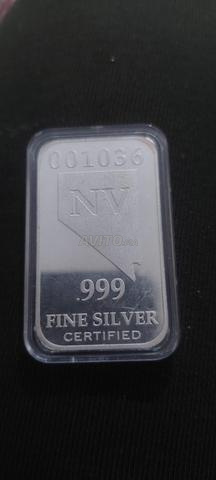 001036
NV
.999
FINE SILVER
CERTIFIED